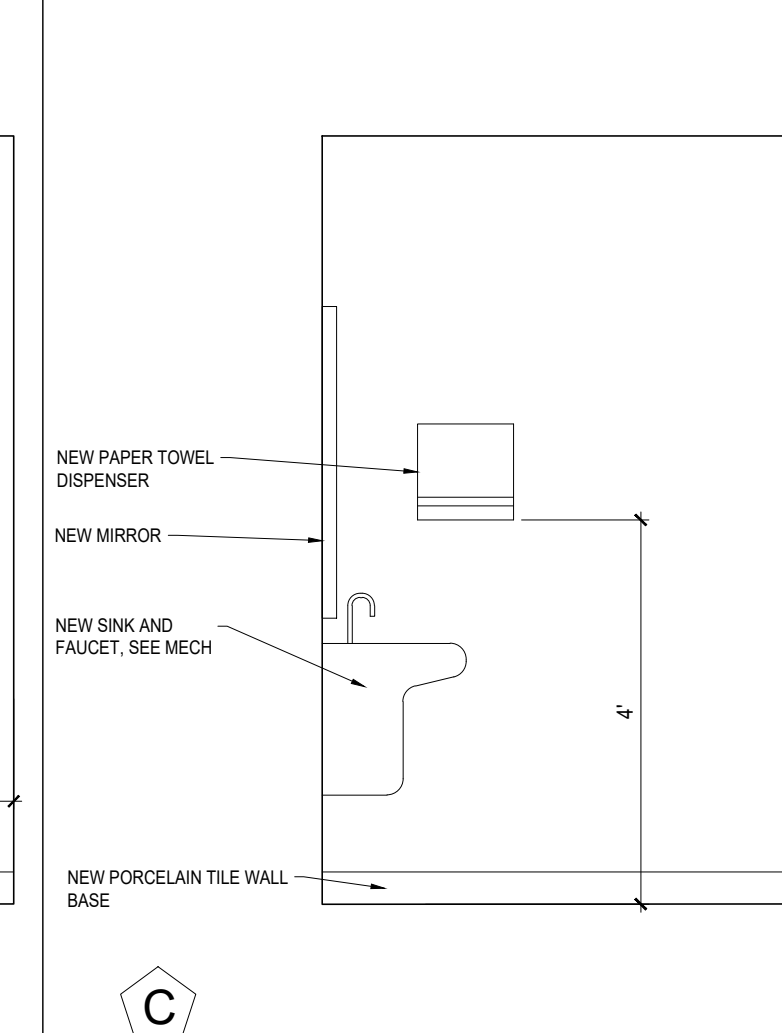 NEW PAPER TOWEL
DISPENSER
NEW MIRROR
NEW SINK AND
FAUCET, SEE MECH
4'
NEW PORCELAIN TILE WALL
BASE
C